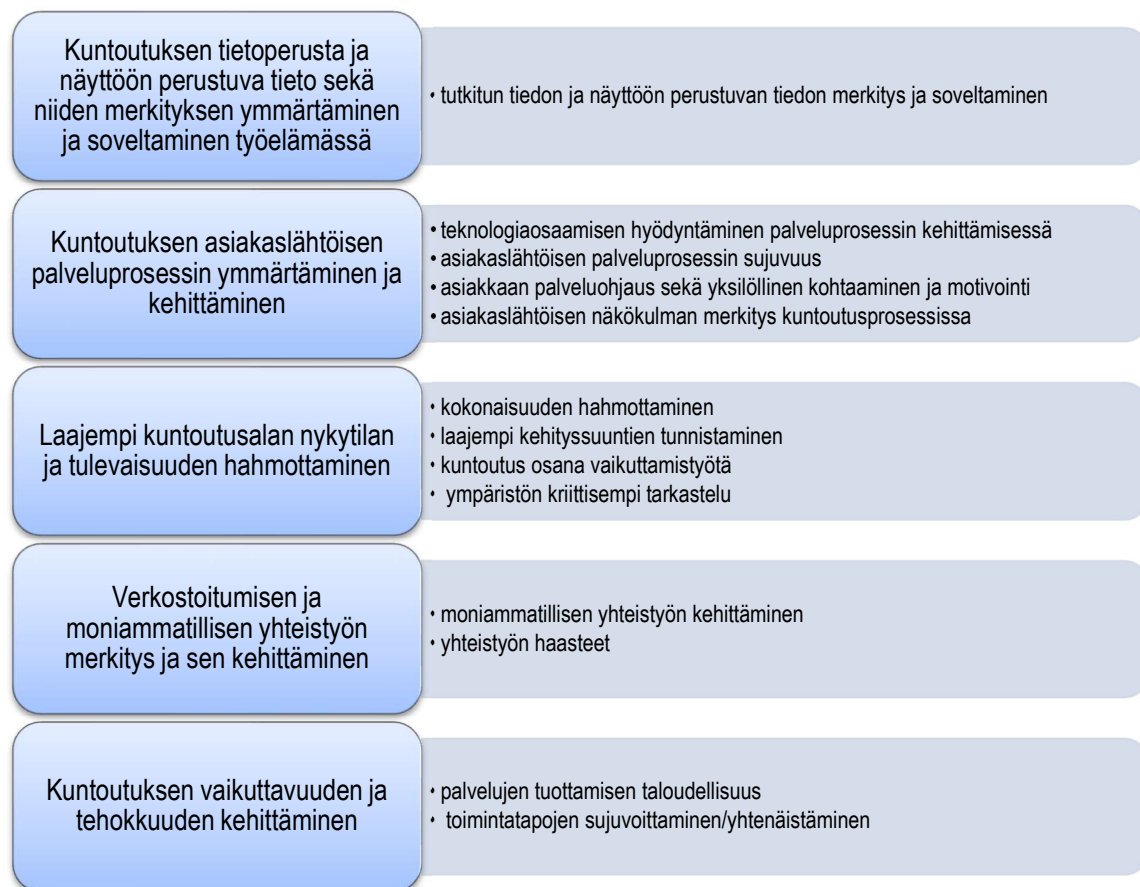 Kuntoutuksen tietoperusta ja
näyttöön perustuva tieto sekä
niiden merkityksen ymmärtäminen
ja soveltaminen työelämässä
• tutkitun tiedon ja näyttöön perustuvan tiedon merkitys ja soveltaminen
Kuntoutuksen asiakaslähtöisen
palveluprosessin ymmärtäminen ja
kehittäminen
• teknologiaosaamisen hyödyntäminen palveluprosessin kehittämisessä
• asiakaslähtöisen palveluprosessin sujuvuus
• asiakkaan palveluohjaus sekä yksilöllinen kohtaaminen ja motivointi
• asiakaslähtöisen näkökulman merkitys kuntoutusprosessissa
Laajempi kuntoutusalan nykytilan
ja tulevaisuuden hahmottaminen
• kokonaisuuden hahmottaminen
• laajempi kehityssuuntien tunnistaminen
• kuntoutus osana vaikuttamistyötä
• ympäristön kriittisempi tarkastelu
Verkostoitumisen ja
moniammatillisen yhteistyön
merkitys ja sen kehittäminen
• moniammatillisen yhteistyön kehittäminen
• yhteistyön haasteet
Kuntoutuksen vaikuttavuuden ja
tehokkuuden kehittäminen
• palvelujen tuottamisen taloudellisuus
• toimintatapojen sujuvoittaminen/yhtenäistäminen